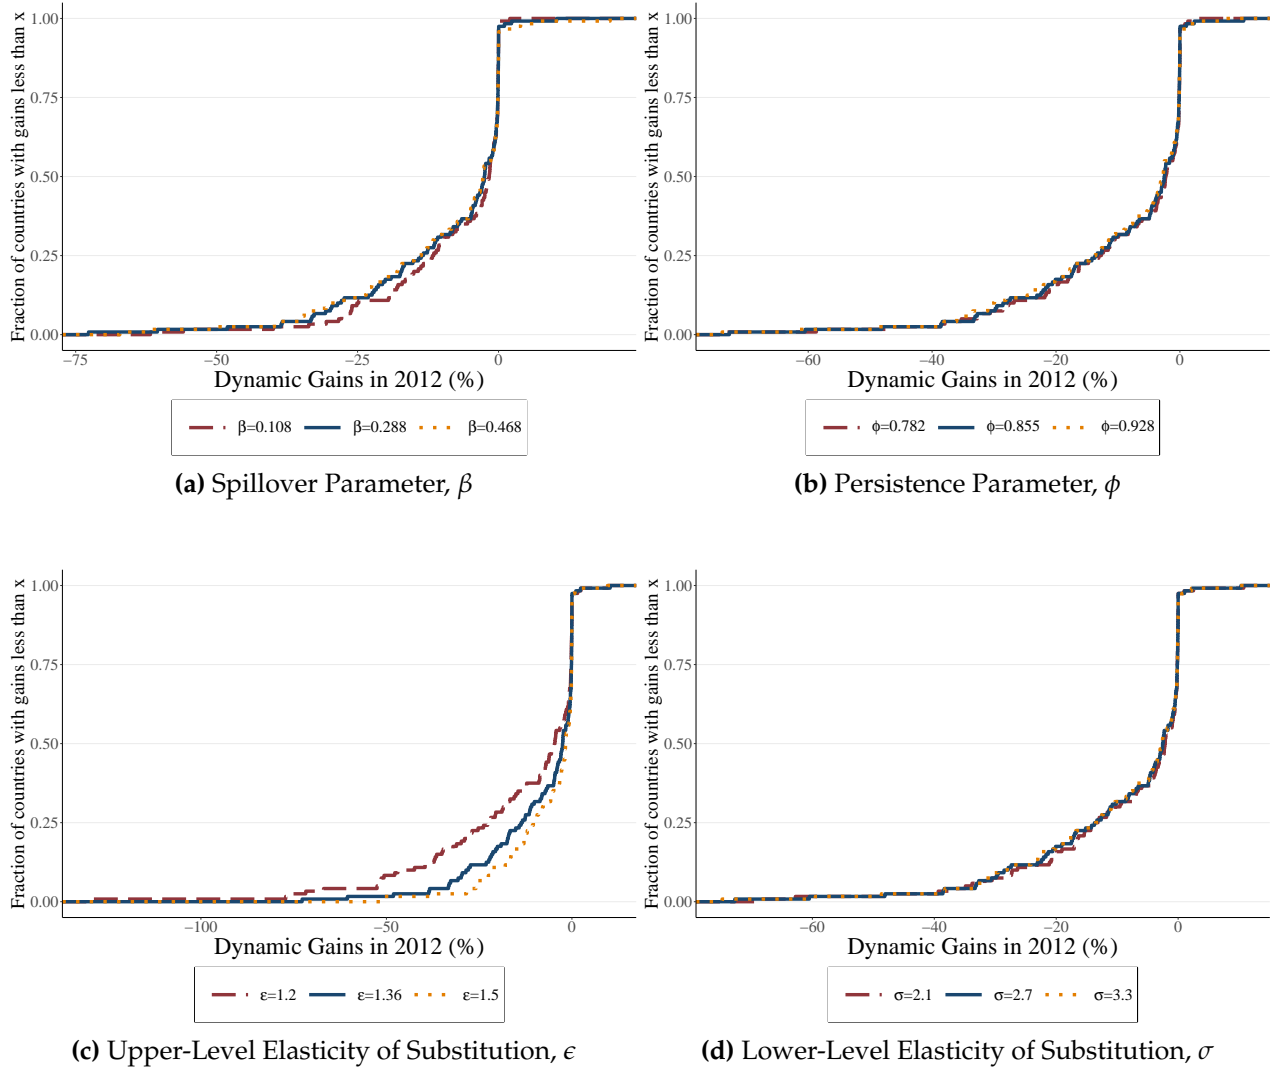 Fraction of countries with gains less than x
1.00
0.75
0.50
0.25
0.00
−75 −50 −25 0
Dynamic Gains in 2012 (%)
β=0.108 β=0.288 β=0.468
(a) Spillover Parameter, β
Fraction of countries with gains less than x
1.00
0.75
0.50
0.25
0.00
−60 −40 −20 0
Dynamic Gains in 2012 (%)
ϕ=0.782 ϕ=0.855 ϕ=0.928
(b) Persistence Parameter, ϕ
Fraction of countries with gains less than x
1.00
0.75
0.50
0.25
0.00
−100 −50 0
Dynamic Gains in 2012 (%)
ε=1.2 ε=1.36 ε=1.5
(c) Upper-Level Elasticity of Substitution, ϵ
Fraction of countries with gains less than x
1.00
0.75
0.50
0.25
0.00
−60 −40 −20 0
Dynamic Gains in 2012 (%)
σ=2.1 σ=2.7 σ=3.3
(d) Lower-Level Elasticity of Substitution, σ